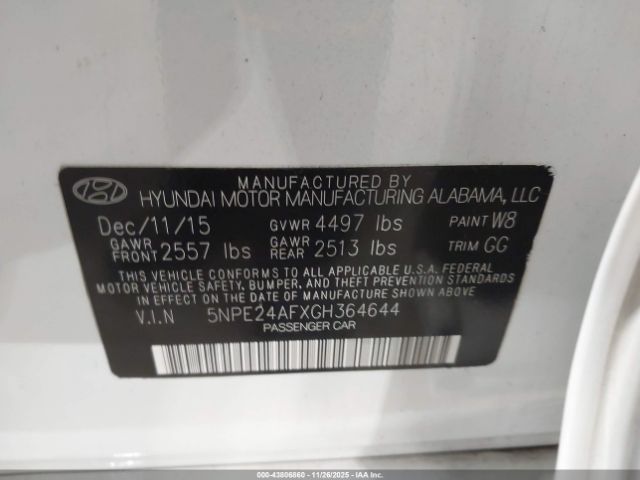 MANUFACTURED BY
HYUNDAI MOTOR MANUFACTURING ALABAMA, LLC
Dec/11/15 GVWR 4497 lbs PAINT W8
GAWR FRONT 2557 lbs GAWR REAR 2513 lbs TRIM GG
THIS VEHICLE CONFORMS TO ALL APPLICABLE U.S.A. FEDERAL
MOTOR VEHICLE SAFETY, BUMPER, AND THEFT PREVENTION STANDARDS
IN EFFECT ON THE DATE OF MANUFACTURE SHOWN ABOVE.
V.I.N 5NPE24AFXGH364644
PASSENGER CAR
000-43806860 | 11/26/2025 - COPYRIGHT IAA, LLC.